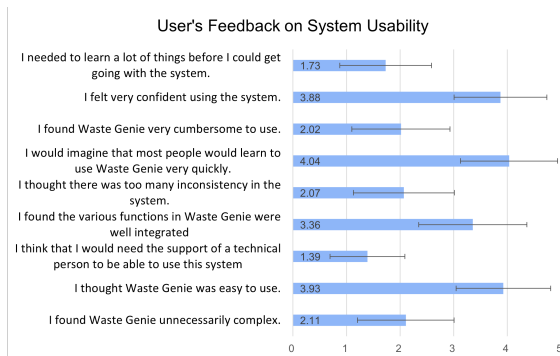 User's Feedback on System Usability
I needed to learn a lot of things before I could get
going with the system.
1.73
I felt very confident using the system.
3.88
I found Waste Genie very cumbersome to use.
2.02
I would imagine that most people would learn to
use Waste Genie very quickly.
4.04
I thought there was too many inconsistency in the
system.
2.07
I found the various functions in Waste Genie were
well integrated
3.36
I think that I would need the support of a technical
person to be able to use this system
1.39
I thought Waste Genie was easy to use.
3.93
I found Waste Genie unnecessarily complex.
2.11
0 1 2 3 4 5